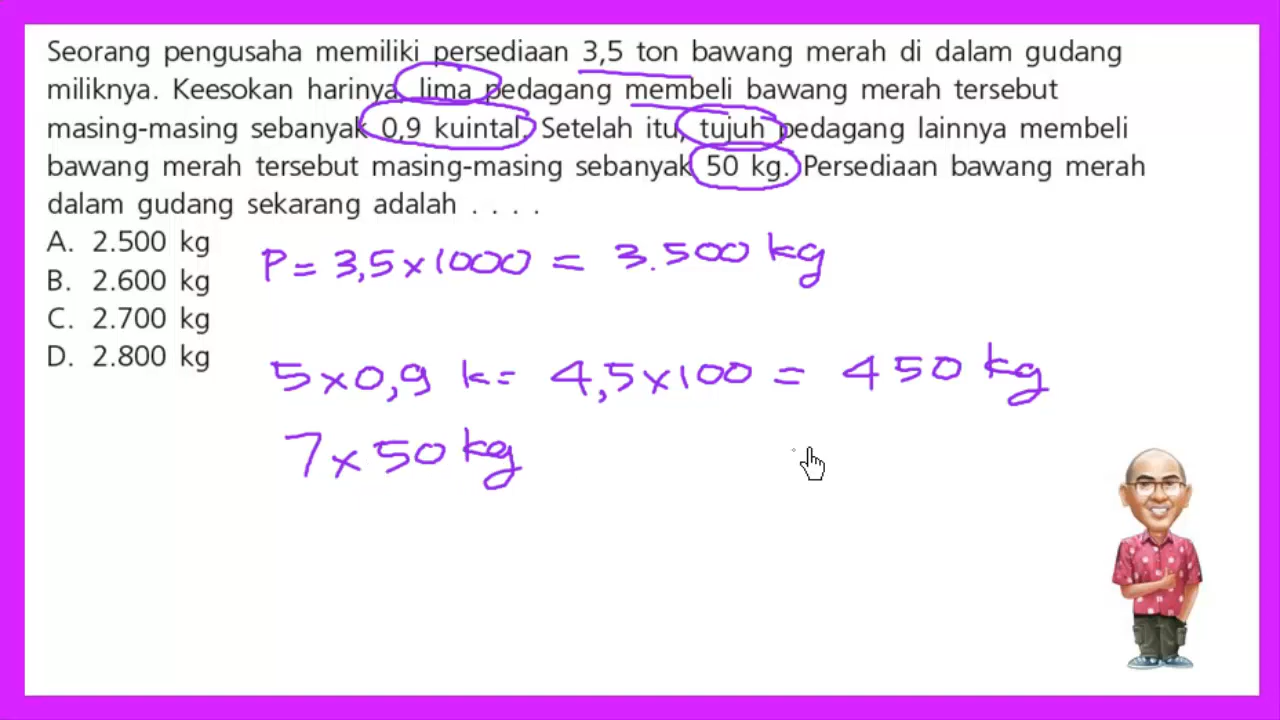 Seorang pengusaha memiliki persediaan 3,5 ton bawang merah di dalam gudang
miliknya. Keesokan harinya, lima pedagang membeli bawang merah tersebut
masing-masing sebanyak 0,9 kuintal. Setelah itu, tujuh pedagang lainnya membeli
bawang merah tersebut masing-masing sebanyak 50 kg. Persediaan bawang merah
dalam gudang sekarang adalah . . . .
A. 2.500 kg
B. 2.600 kg
C. 2.700 kg
D. 2.800 kg
P = 3,5 x 1000 = 3.500 kg
5 x 0,9 k = 4,5 x 100 = 450 kg
7 x 50 kg